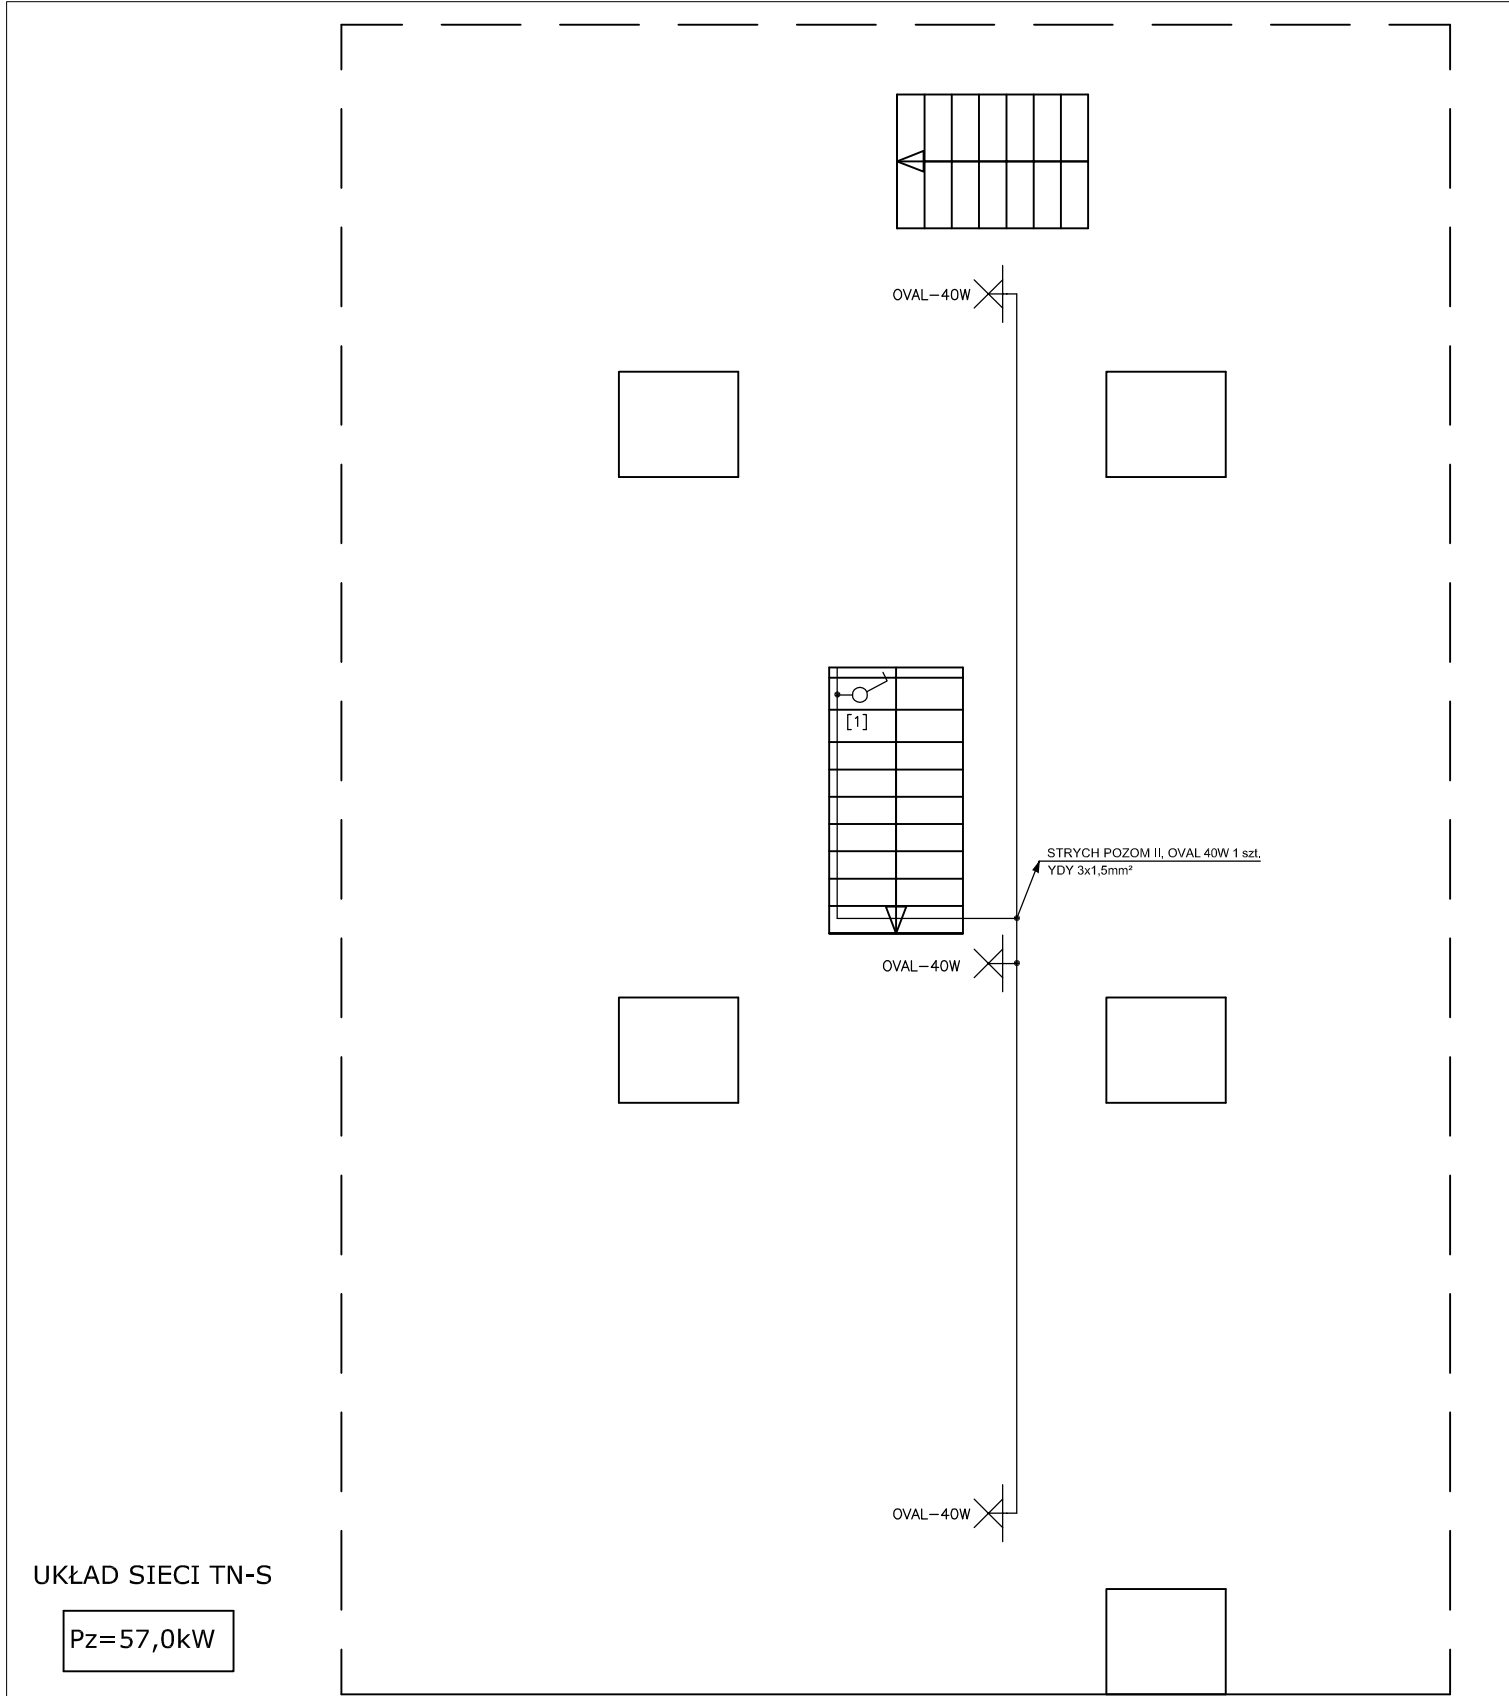 OVAL-40W
[1]
STRYCH POZOM II, OVAL 40W 1 szt.
YDY 3x1,5mm²
OVAL-40W
OVAL-40W
UKŁAD SIECI TN-S
Pz=57,0kW